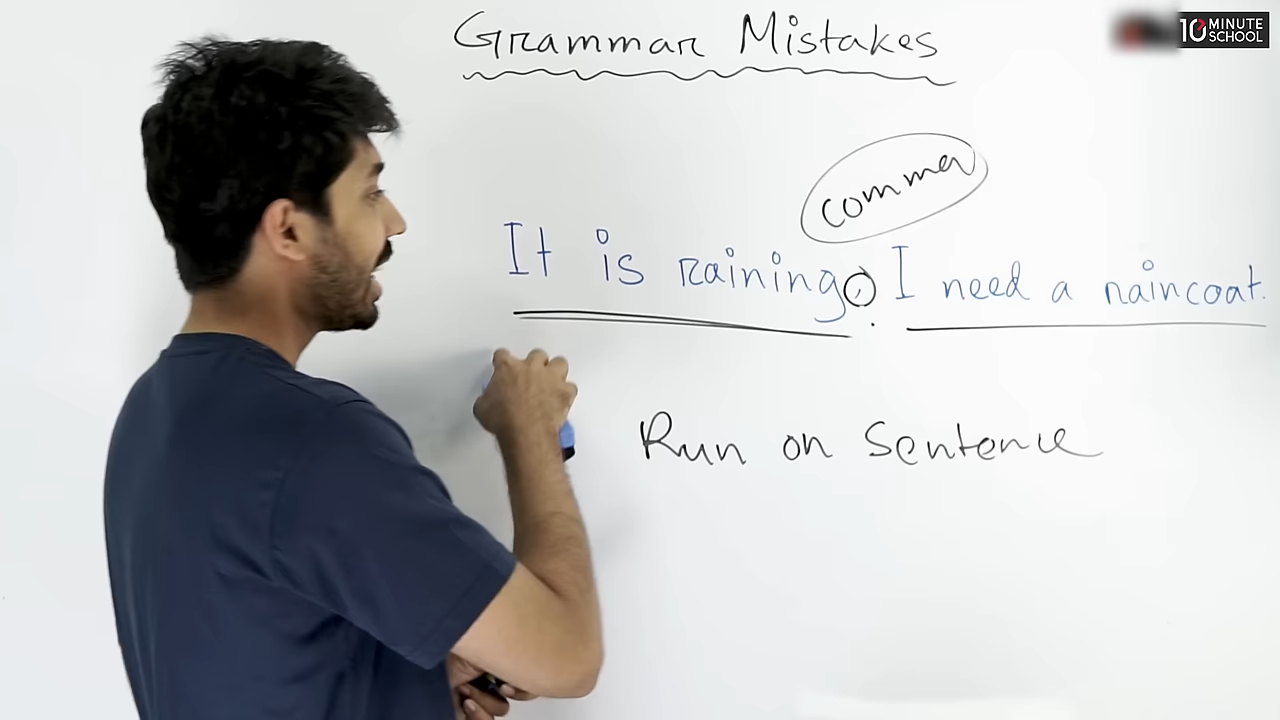 Grammar Mistakes
10 MINUTE
SCHOOL
comma
It is raining, I need a raincoat.
Run on Sentence